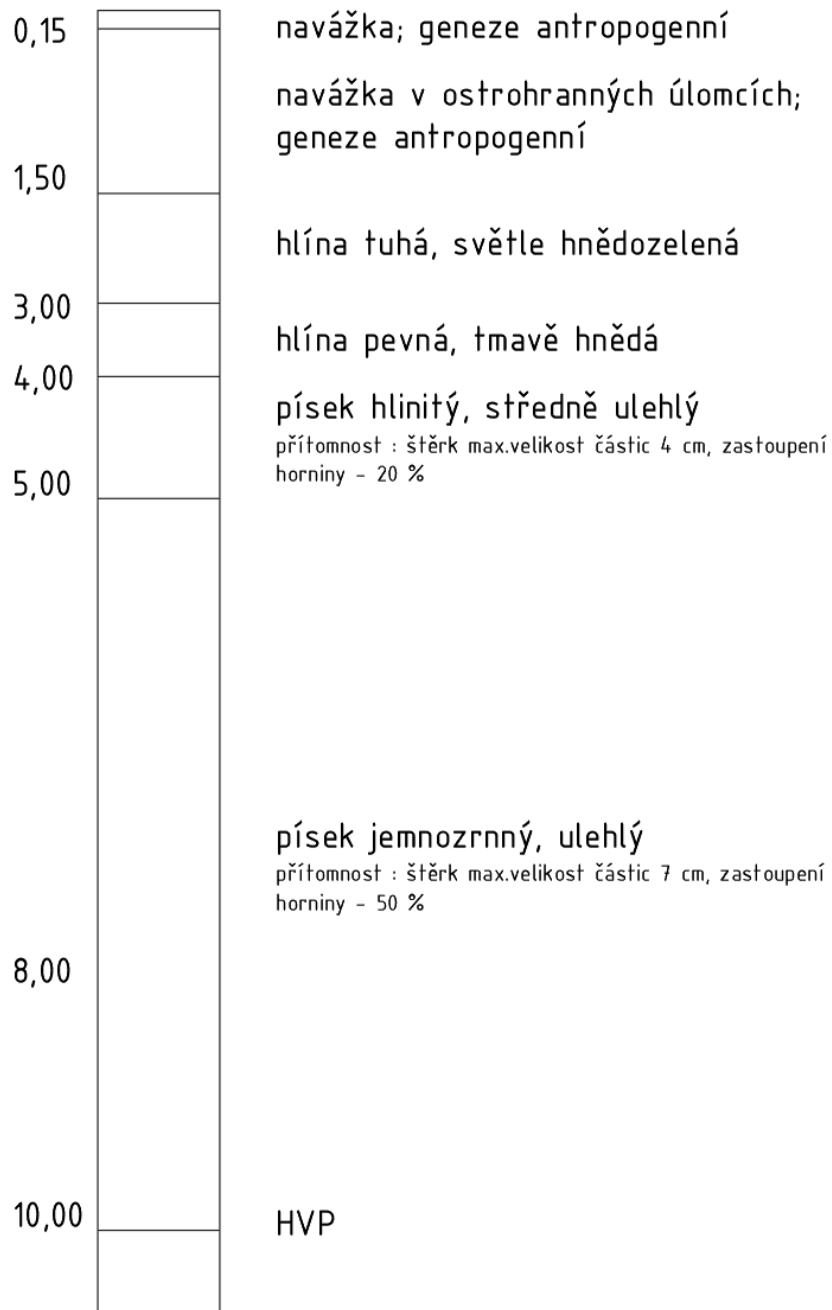 0,15 navážka; geneze antropogenní
navážka v ostrohranných úlomcích;
geneze antropogenní
1,50
hlína tuhá, světle hnědozelená
3,00
hlína pevná, tmavě hnědá
4,00
písek hlinitý, středně ulehlý
přítomnost : štěrk max.velikost částic 4 cm, zastoupení
horniny - 20 %
5,00
písek jemnozrnný, ulehlý
přítomnost : štěrk max.velikost částic 7 cm, zastoupení
horniny - 50 %
8,00
10,00 HVP